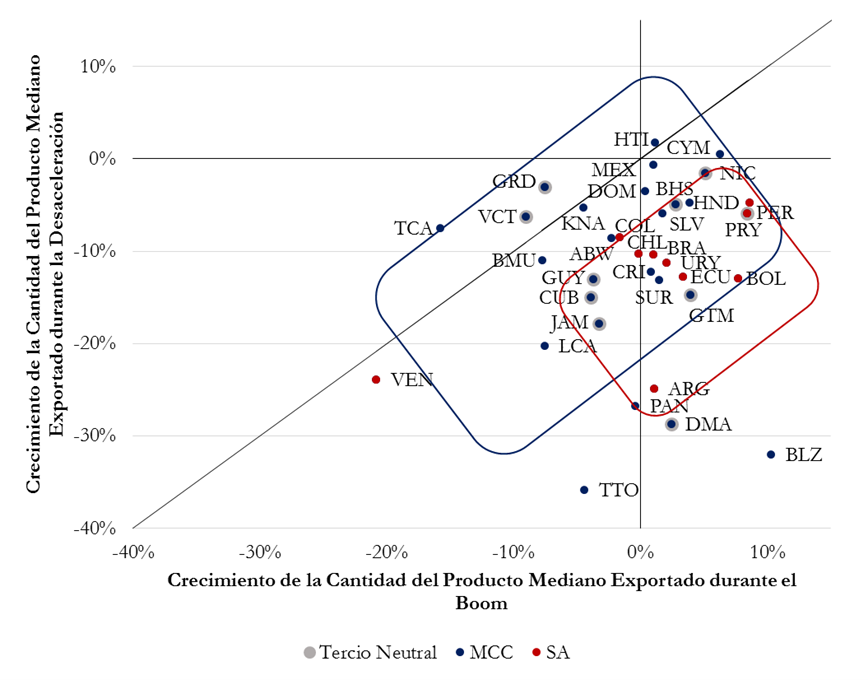 Crecimiento de la Cantidad del Producto Mediano
Exportado durante la Desaceleración
10%
0%
-10%
-20%
-30%
-40%
HTI
CYM
MEX
NIC
GRD
DOM
BHS
HND
PER
VCT
KNA
SLV
PRY
TCA
COL
ABW
CHL
BRA
BMU
URY
GUY
CRI
ECU
BOL
CUB
SUR
GTM
JAM
LCA
VEN
ARG
PAN
DMA
BLZ
TTO
-40%
-30%
-20%
-10%
0%
10%
Crecimiento de la Cantidad del Producto Mediano Exportado durante el
Boom
Tercio Neutral
MCC
SA